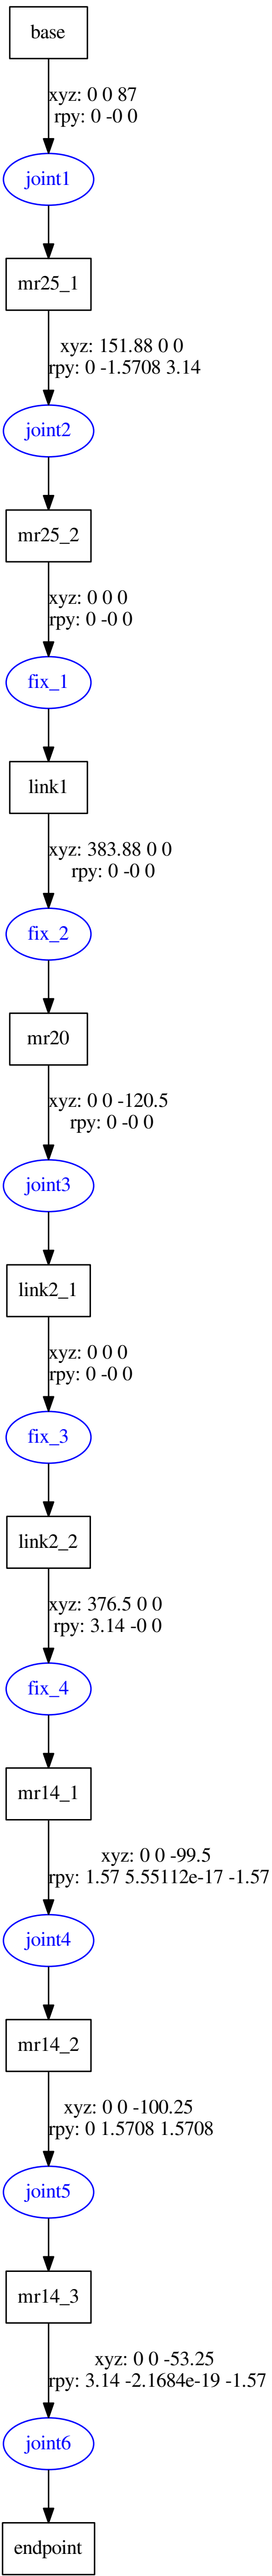 base
xyz: 0 0 87
rpy: 0 -0 0
joint1
mr25_1
xyz: 151.88 0 0
rpy: 0 -1.5708 3.14
joint2
mr25_2
xyz: 0 0 0
rpy: 0 -0 0
fix_1
link1
xyz: 383.88 0 0
rpy: 0 -0 0
fix_2
mr20
xyz: 0 0 -120.5
rpy: 0 -0 0
joint3
link2_1
xyz: 0 0 0
rpy: 0 -0 0
fix_3
link2_2
xyz: 376.5 0 0
rpy: 3.14 -0 0
fix_4
mr14_1
xyz: 0 0 -99.5
rpy: 1.57 5.55112e-17 -1.57
joint4
mr14_2
xyz: 0 0 -100.25
rpy: 0 1.5708 1.5708
joint5
mr14_3
xyz: 0 0 -53.25
rpy: 3.14 -2.1684e-19 -1.57
joint6
endpoint